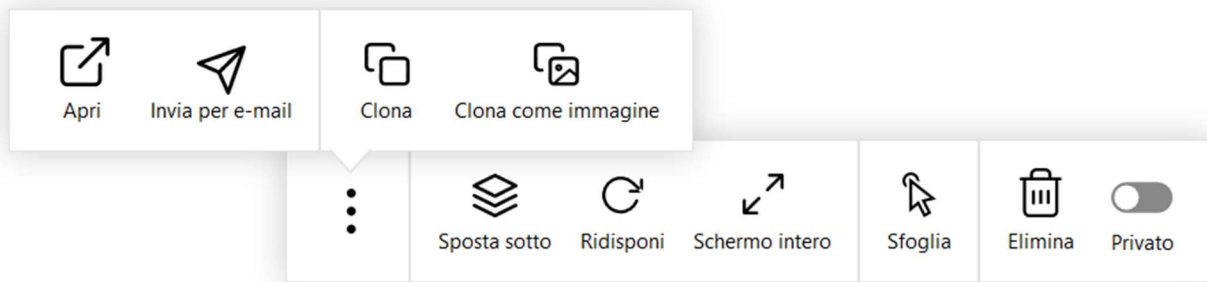 Apri
Invia per e-mail
Clona
Clona come immagine
Sposta sotto
Ridisponi
Schermo intero
Sfoglia
Elimina
Privato